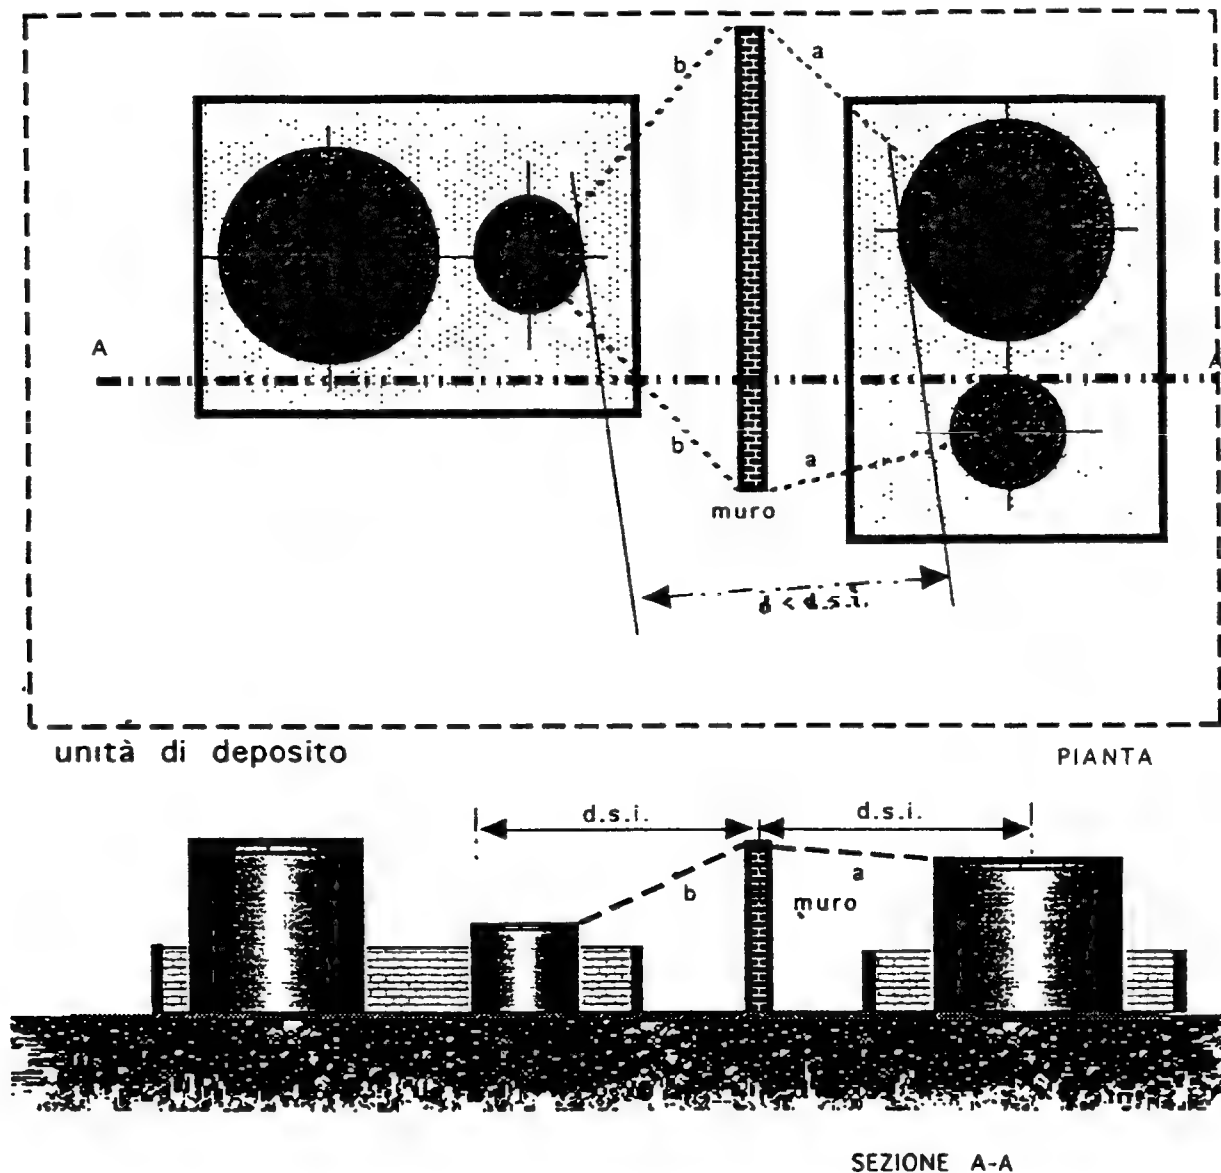 b
a
A
A
b
a
muro
d < d.s.i.
unità di deposito
PIANTA
d.s.i.
d.s.i.
b
a
muro
SEZIONE A-A